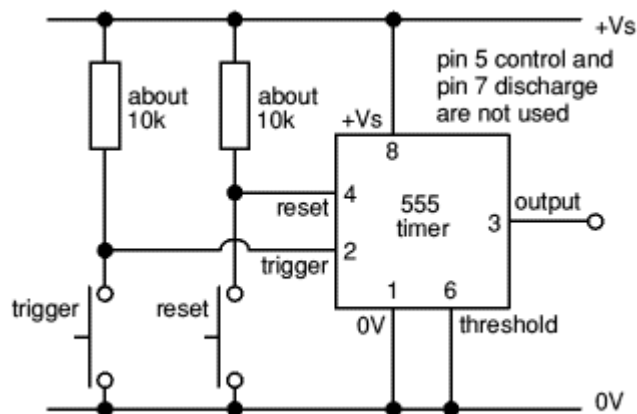 +Vs
pin 5 control and
pin 7 discharge
are not used
about
10k
about
10k
+Vs
8
4
reset
555
timer
output
3
2
trigger
trigger
reset
1
6
0V
threshold
0V